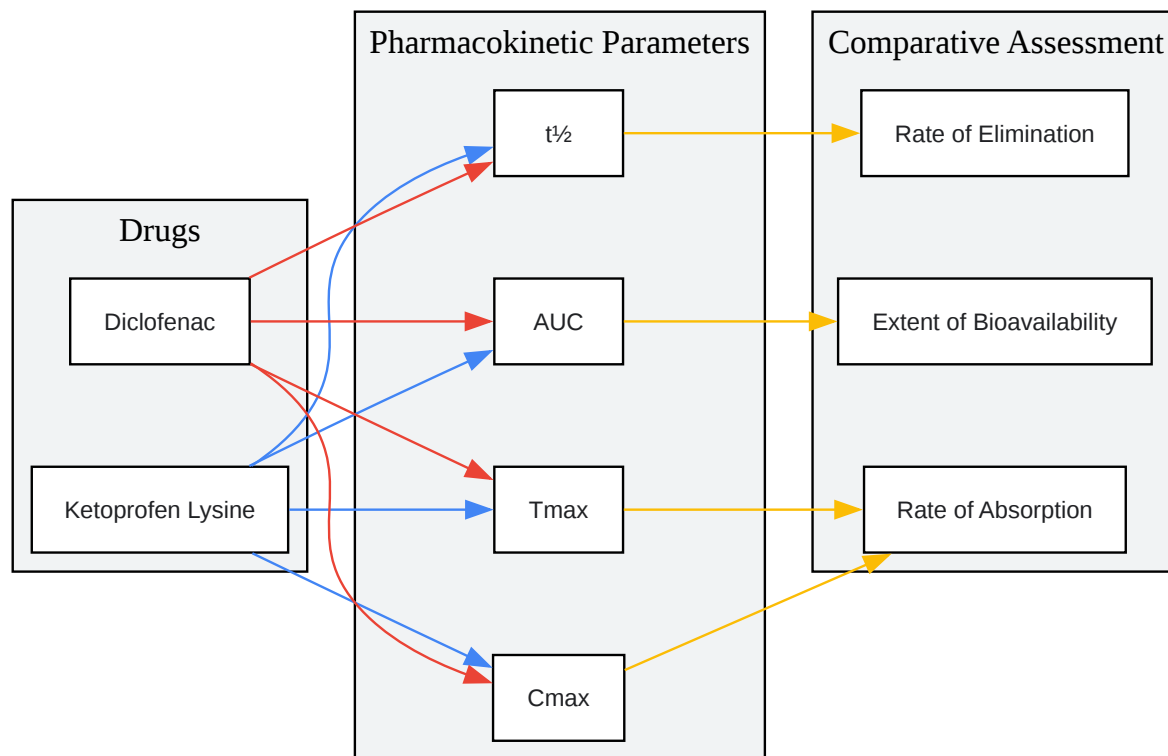 Drugs
Diclofenac
Ketoprofen Lysine
Pharmacokinetic Parameters
t½
AUC
Tmax
Cmax
Comparative Assessment
Rate of Elimination
Extent of Bioavailability
Rate of Absorption